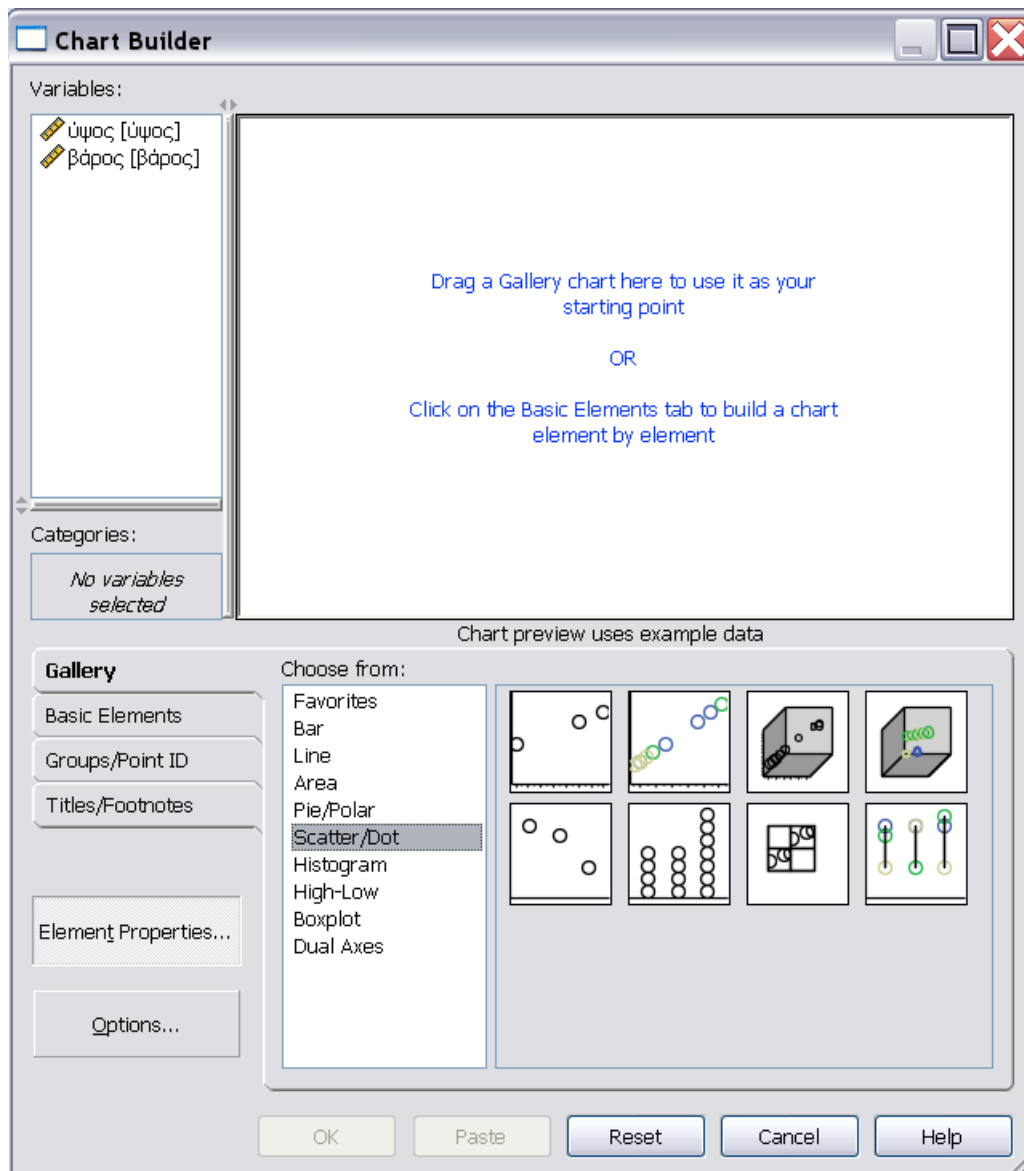 Chart Builder
Variables:
ύψος [ύψος]
βάρος [βάρος]
Drag a Gallery chart here to use it as your
starting point
OR
Click on the Basic Elements tab to build a chart
element by element
Categories:
No variables
selected
Chart preview uses example data
Gallery
Basic Elements
Groups/Point ID
Titles/Footnotes
Element Properties...
Options...
Choose from:
Favorites
Bar
Line
Area
Pie/Polar
Scatter/Dot
Histogram
High-Low
Boxplot
Dual Axes
OK
Paste
Reset
Cancel
Help